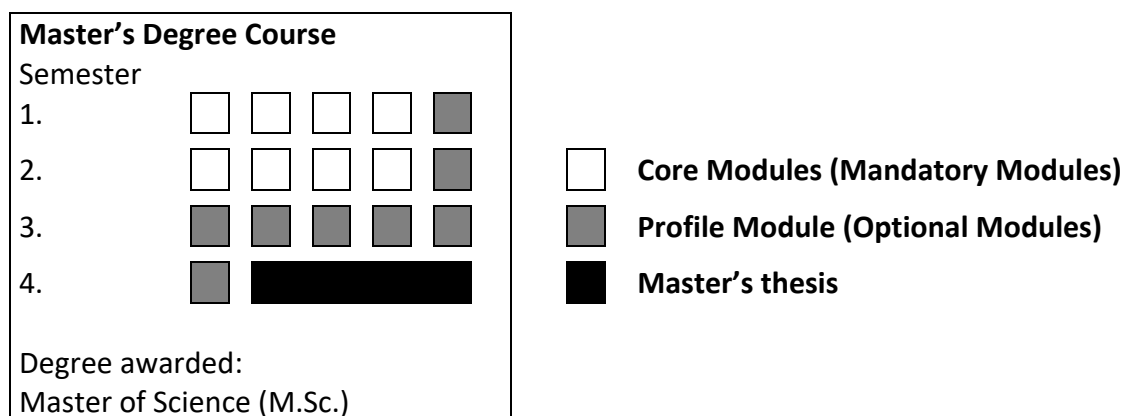 Master’s Degree Course
Semester
1.
2.
3.
4.
Degree awarded:
Master of Science (M.Sc.)
Core Modules (Mandatory Modules)
Profile Module (Optional Modules)
Master’s thesis